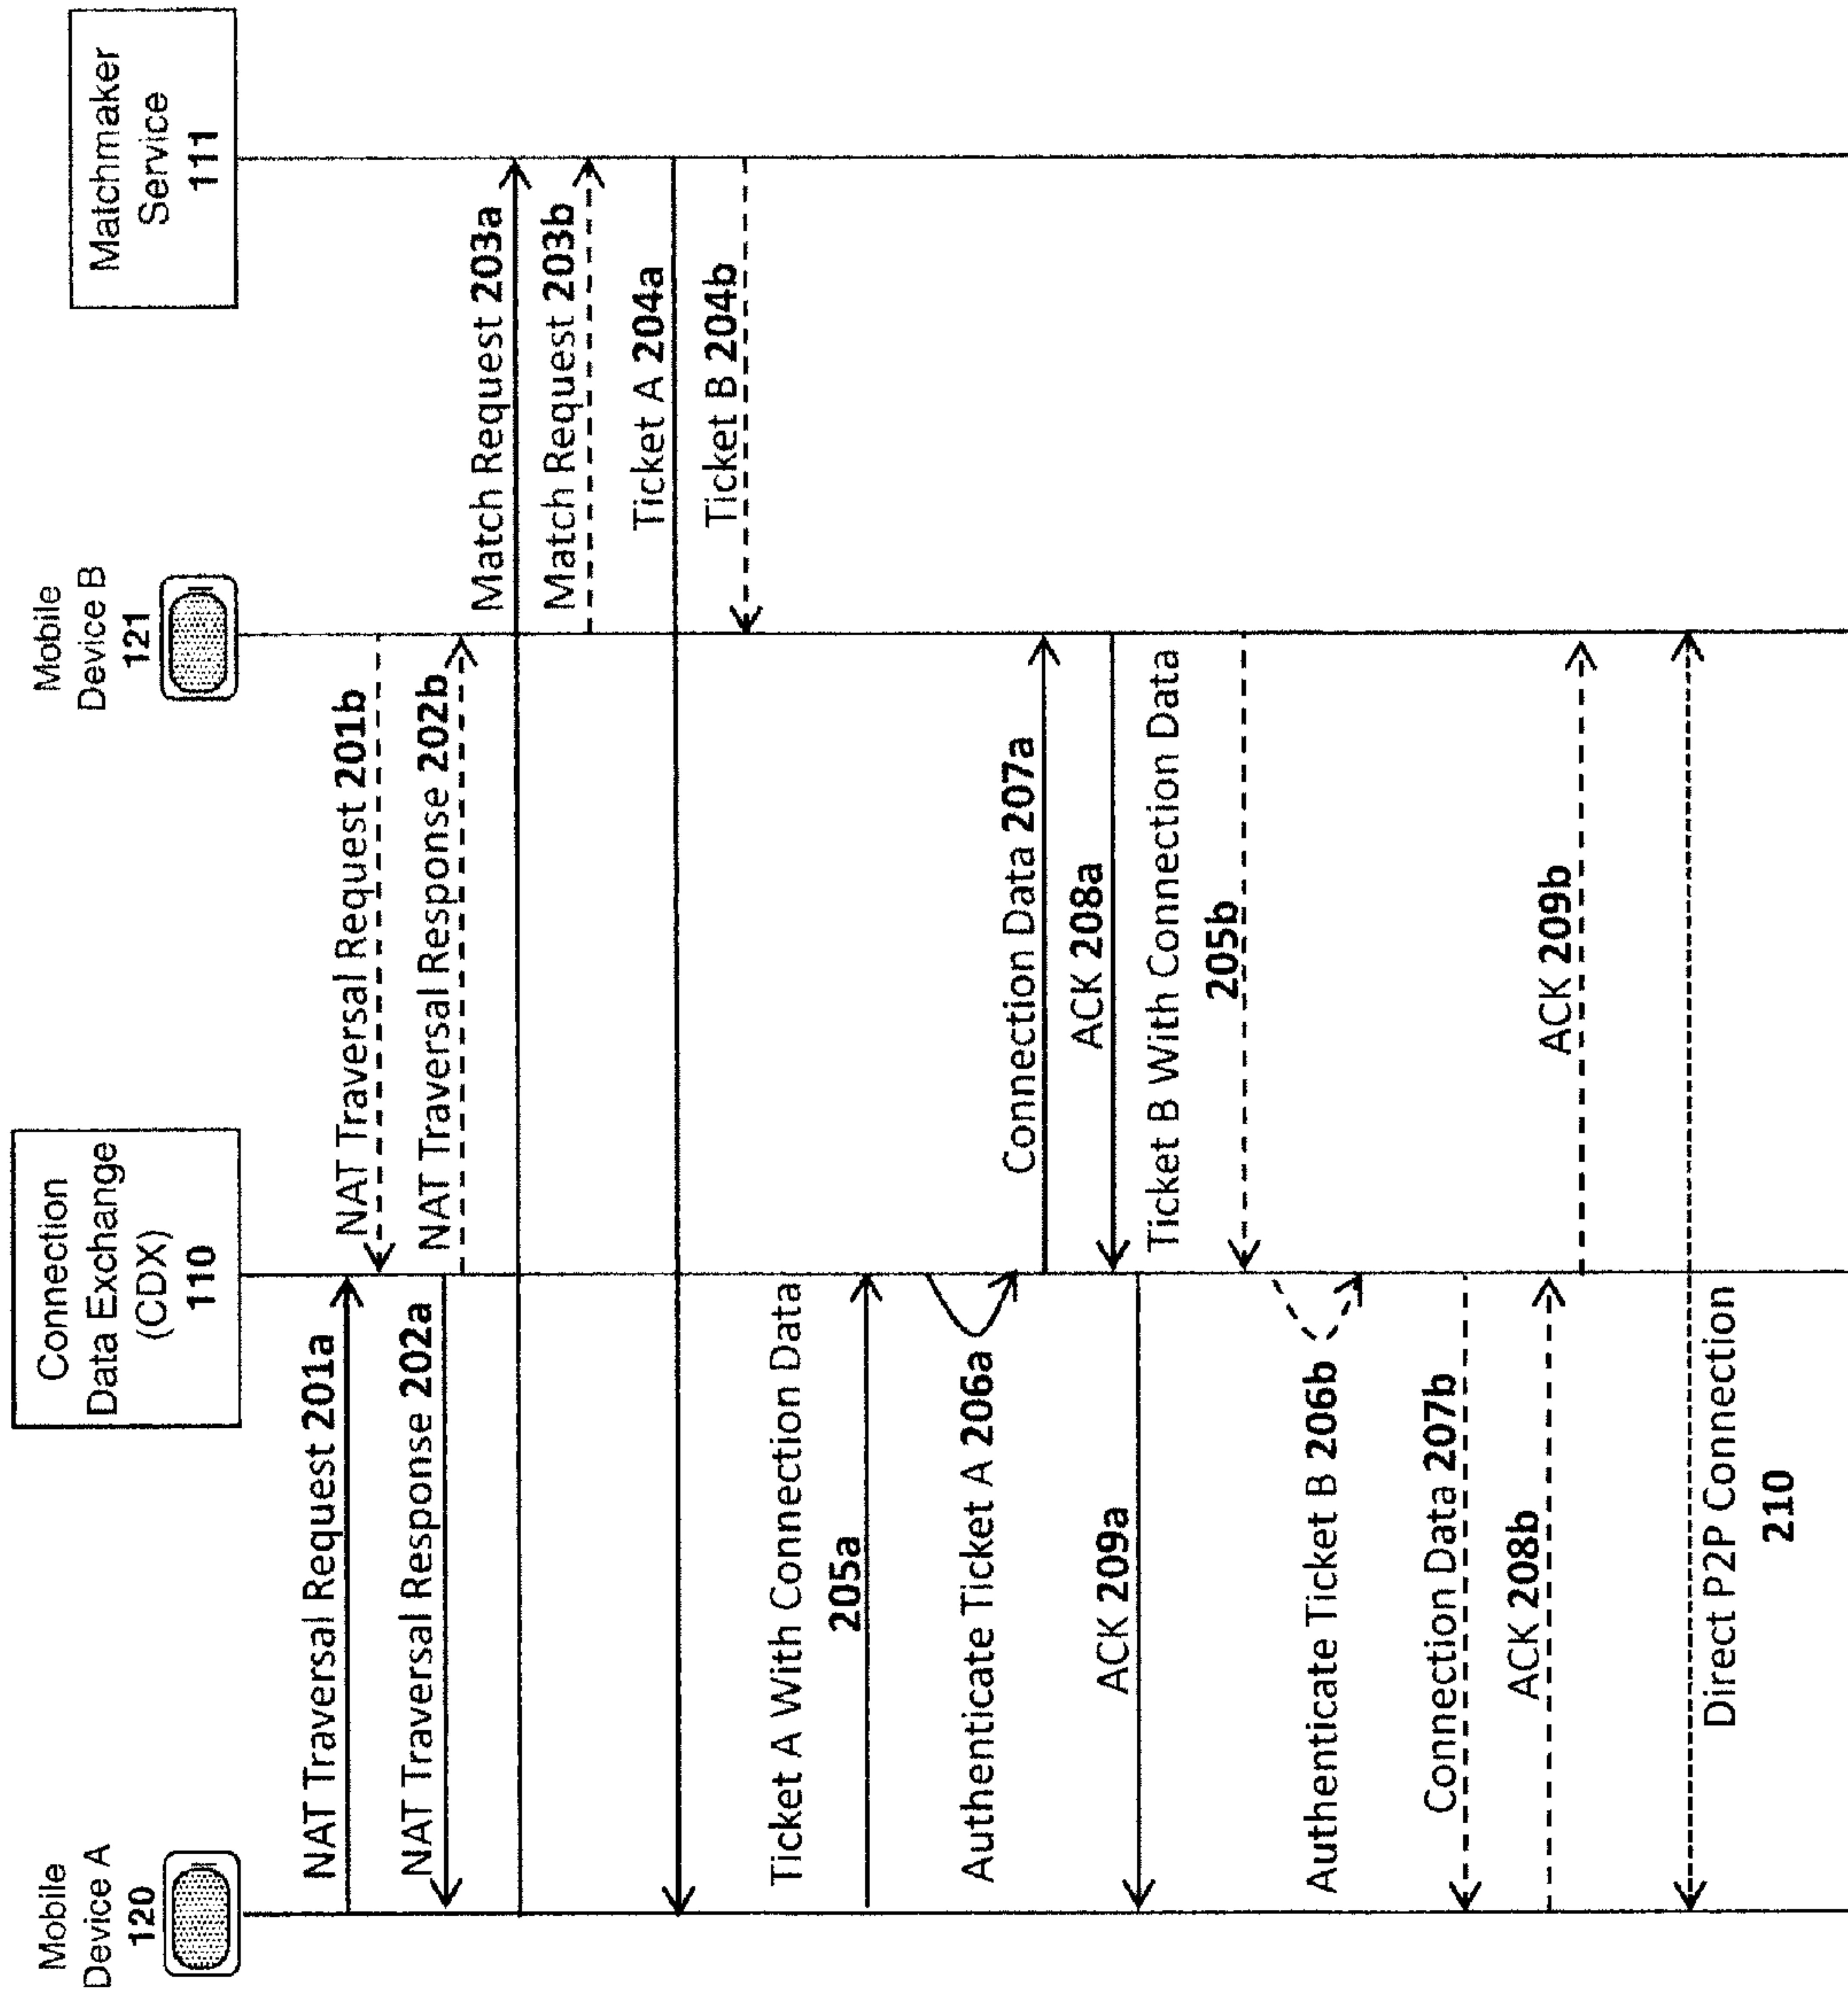 Mobile
Device A
120
Connection
Data Exchange
(CDX)
110
Mobile
Device B
121
Matchmaker
Service
111
NAT Traversal Request 201a
NAT Traversal Request 201b
NAT Traversal Response 202a
NAT Traversal Response 202b
Match Request 203a
Match Request 203b
Ticket A 204a
Ticket B 204b
Ticket A With Connection Data
205a
Authenticate Ticket A 206a
Connection Data 207a
ACK 208a
ACK 209a
Ticket B With Connection Data
205b
Authenticate Ticket B 206b
Connection Data 207b
ACK 208b
ACK 209b
Direct P2P Connection
210